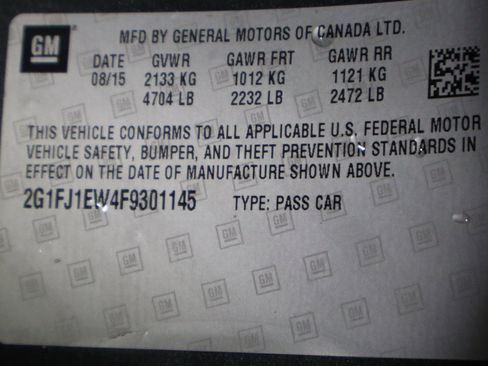 GM
MFD BY GENERAL MOTORS OF CANADA LTD.
DATE GVWR GAWR FRT GAWR RR
08/15 2133 KG 1012 KG 1121 KG
4704 LB 2232 LB 2472 LB
THIS VEHICLE CONFORMS TO ALL APPLICABLE U.S. FEDERAL MOTOR
VEHICLE SAFETY, BUMPER, AND THEFT PREVENTION STANDARDS IN
EFFECT ON THE DATE OF MANUFACTURE SHOWN ABOVE.
2G1FJ1EW4F9301145 TYPE: PASS CAR